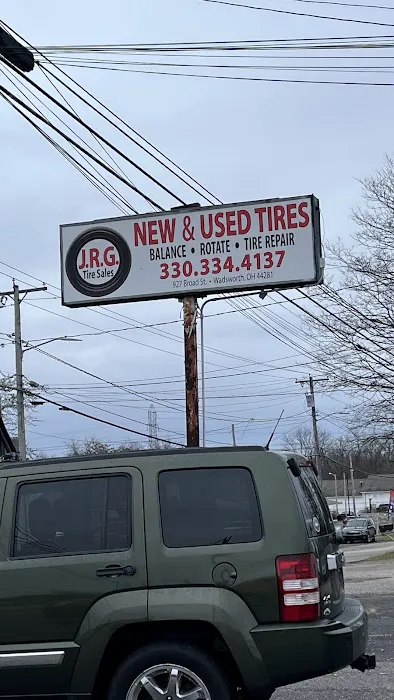 J.R.G.
Tire Sales
NEW & USED TIRES
BALANCE • ROTATE • TIRE REPAIR
330.334.4137
927 Broad St. • Wadsworth, OH 44281